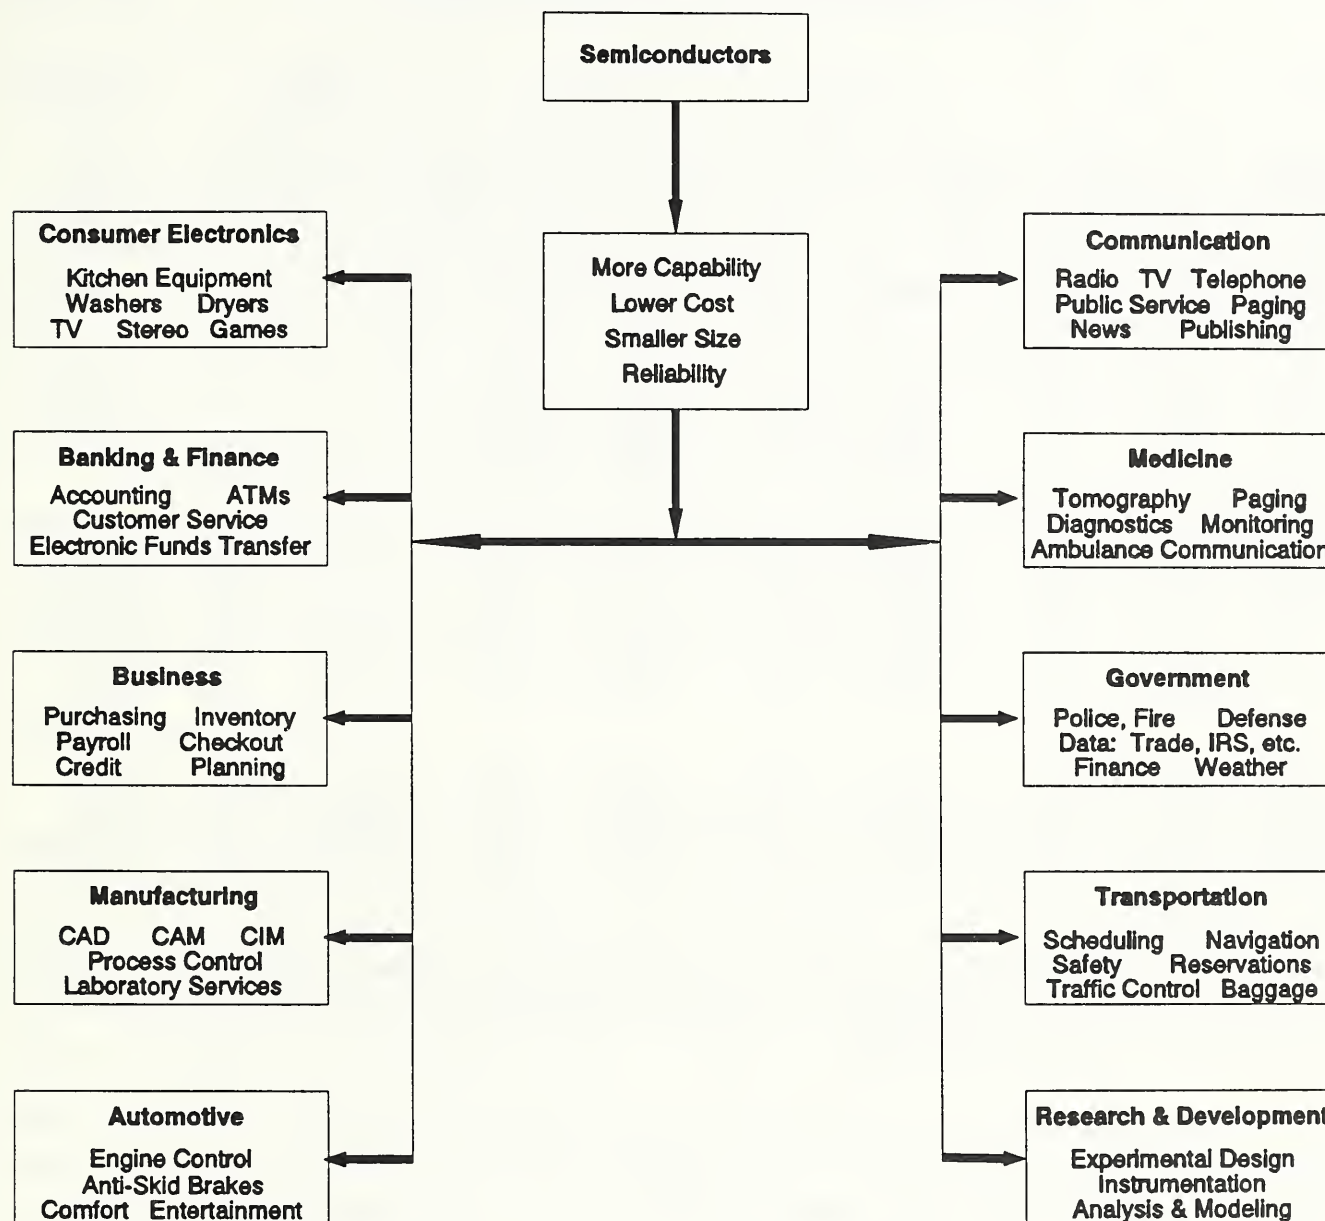 Semiconductors
More Capability
Lower Cost
Smaller Size
Reliability
Consumer Electronics
Kitchen Equipment
Washers Dryers
TV Stereo Games
Banking & Finance
Accounting ATMs
Customer Service
Electronic Funds Transfer
Business
Purchasing Inventory
Payroll Checkout
Credit Planning
Manufacturing
CAD CAM CIM
Process Control
Laboratory Services
Automotive
Engine Control
Anti-Skid Brakes
Comfort Entertainment
Communication
Radio TV Telephone
Public Service Paging
News Publishing
Medicine
Tomography Paging
Diagnostics Monitoring
Ambulance Communication
Government
Police, Fire Defense
Data: Trade, IRS, etc.
Finance Weather
Transportation
Scheduling Navigation
Safety Reservations
Traffic Control Baggage
Research & Development
Experimental Design
Instrumentation
Analysis & Modeling